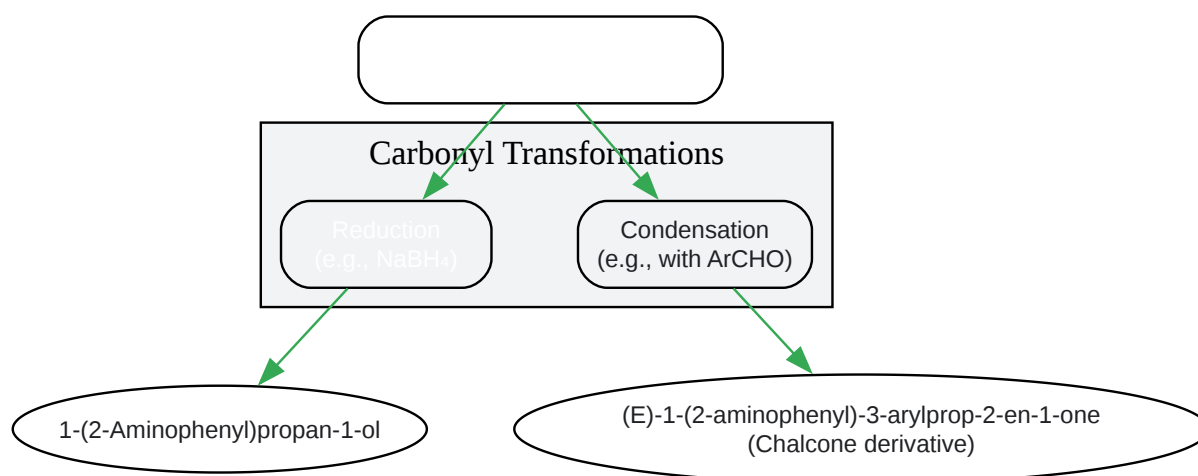 Carbonyl Transformations
Reduction
(e.g., NaBH₄)
Condensation
(e.g., with ArCHO)
1-(2-Aminophenyl)propan-1-ol
(E)-1-(2-aminophenyl)-3-arylprop-2-en-1-one
(Chalcone derivative)